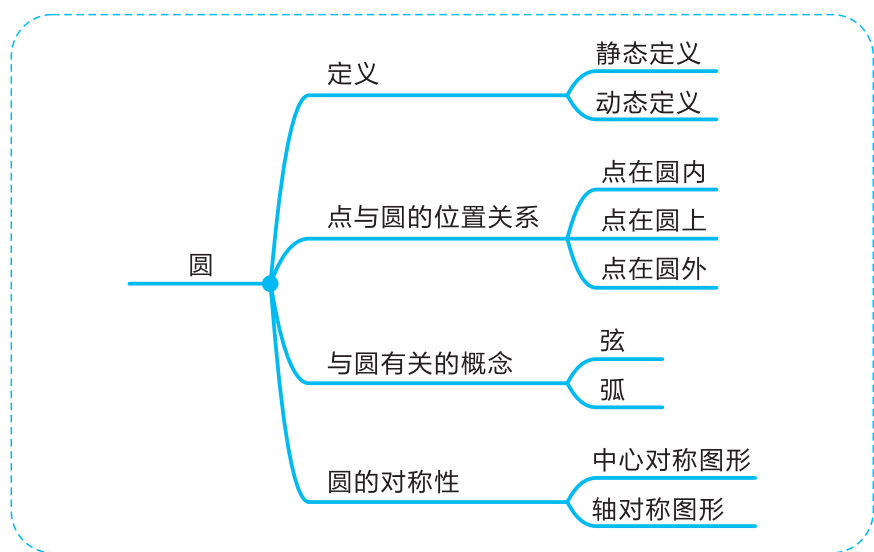 圆
定义
静态定义
动态定义
点与圆的位置关系
点在圆内
点在圆上
点在圆外
与圆有关的概念
弦
弧
圆的对称性
中心对称图形
轴对称图形